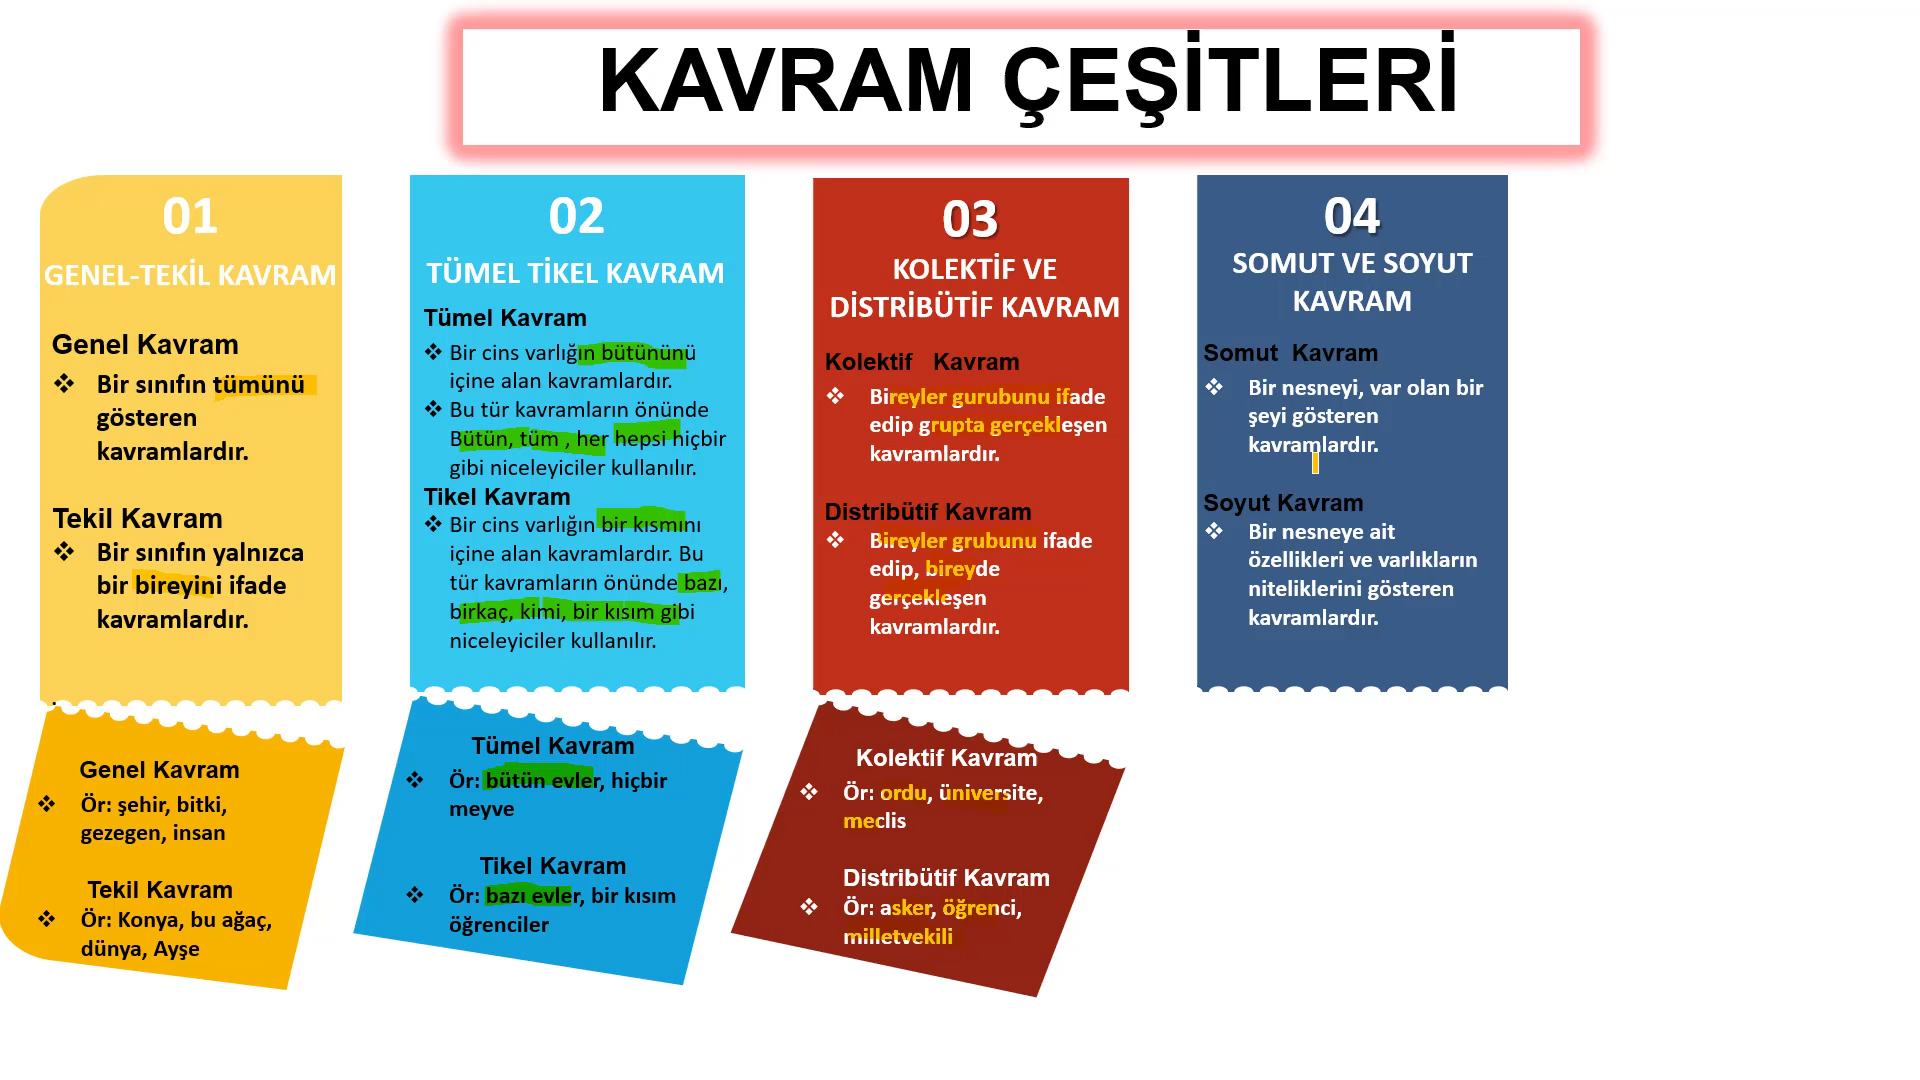 KAVRAM ÇEŞİTLERİ
01
GENEL-TEKİL KAVRAM
Genel Kavram
❖ Bir sınıfın tümünü
gösteren
kavramlardır.
Tekil Kavram
❖ Bir sınıfın yalnızca
bir bireyini ifade
kavramlardır.
Genel Kavram
❖ Ör: şehir, bitki,
gezegen, insan
Tekil Kavram
❖ Ör: Konya, bu ağaç,
dünya, Ayşe
02
TÜMEL TİKEL KAVRAM
Tümel Kavram
❖ Bir cins varlığın bütününü
içine alan kavramlardır.
❖ Bu tür kavramların önünde
Bütün, tüm , her hepsi hiçbir
gibi niceleyiciler kullanılır.
Tikel Kavram
❖ Bir cins varlığın bir kısmını
içine alan kavramlardır. Bu
tür kavramların önünde bazı,
birkaç, kimi, bir kısım gibi
niceleyiciler kullanılır.
Tümel Kavram
❖ Ör: bütün evler, hiçbir
meyve
Tikel Kavram
❖ Ör: bazı evler, bir kısım
öğrenciler
03
KOLEKTİF VE
DİSTRİBÜTİF KAVRAM
Kolektif Kavram
❖ Bireyler gurubunu ifade
edip grupta gerçekleşen
kavramlardır.
Distribütif Kavram
❖ Bireyler grubunu ifade
edip, bireyde
gerçekleşen
kavramlardır.
Kolektif Kavram
❖ Ör: ordu, üniversite,
meclis
Distribütif Kavram
❖ Ör: asker, öğrenci,
milletvekili
04
SOMUT VE SOYUT
KAVRAM
Somut Kavram
❖ Bir nesneyi, var olan bir
şeyi gösteren
kavramlardır.
Soyut Kavram
❖ Bir nesneye ait
özellikleri ve varlıkların
niteliklerini gösteren
kavramlardır.